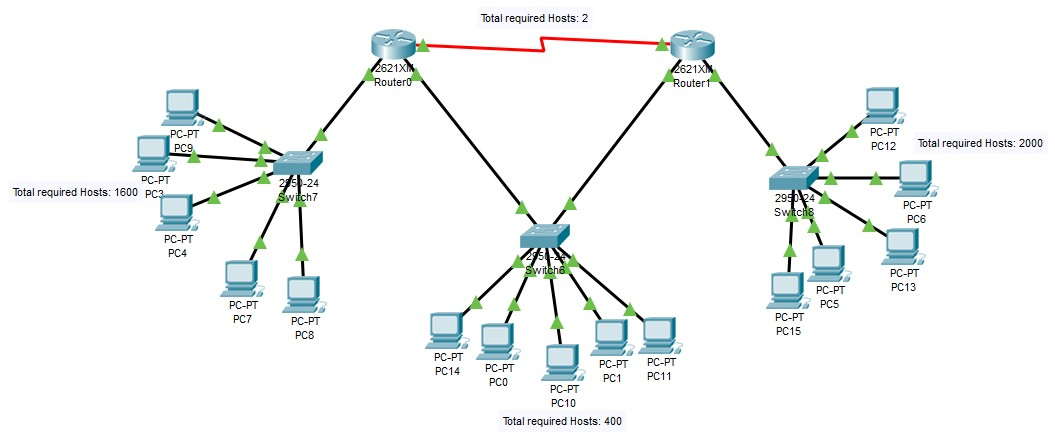 Total required Hosts: 2
2621XM
Router0
2621XM
Router1
PC-PT
PC9
PC-PT
PC3
Total required Hosts: 1600
PC-PT
PC4
2950-24
Switch7
PC-PT
PC7
PC-PT
PC8
2950-24
Switch6
PC-PT
PC14
PC-PT
PC0
PC-PT
PC10
PC-PT
PC1
PC-PT
PC11
Total required Hosts: 400
PC-PT
PC12
Total required Hosts: 2000
2950-24
Switch8
PC-PT
PC6
PC-PT
PC13
PC-PT
PC5
PC-PT
PC15